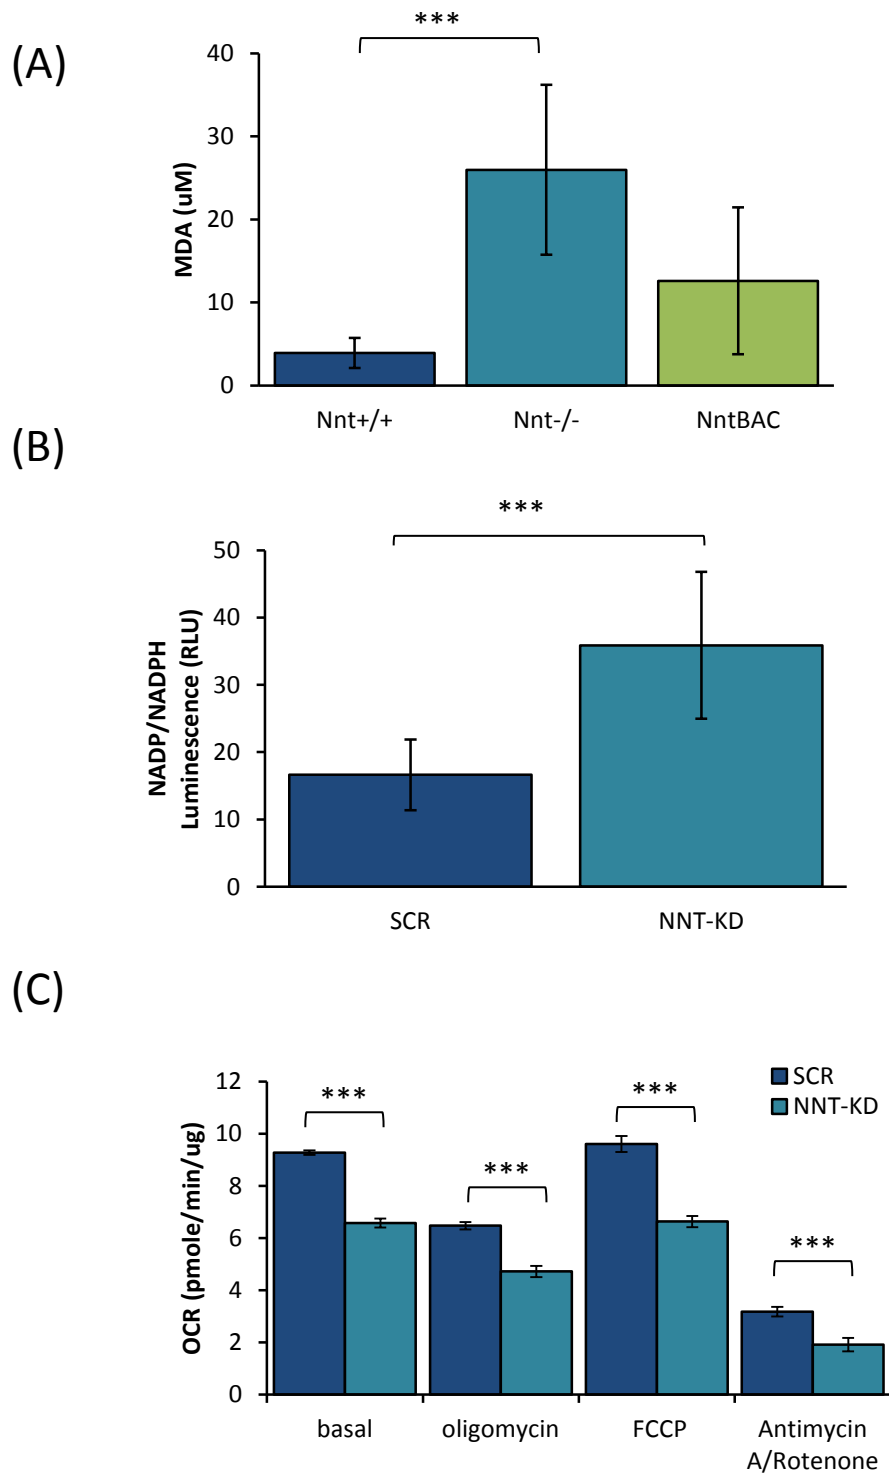 (A)
***
40
30
20
10
0
MDA (uM)
Nnt+/+ Nnt-/- NntBAC
(B)
***
50
40
30
20
10
0
NADP/NADPH
Luminescence (RLU)
SCR NNT-KD
(C)
SCR
NNT-KD
12
10
8
6
4
2
0
OCR (pmole/min/ug)
***
***
***
***
basal oligomycin FCCP Antimycin
A/Rotenone